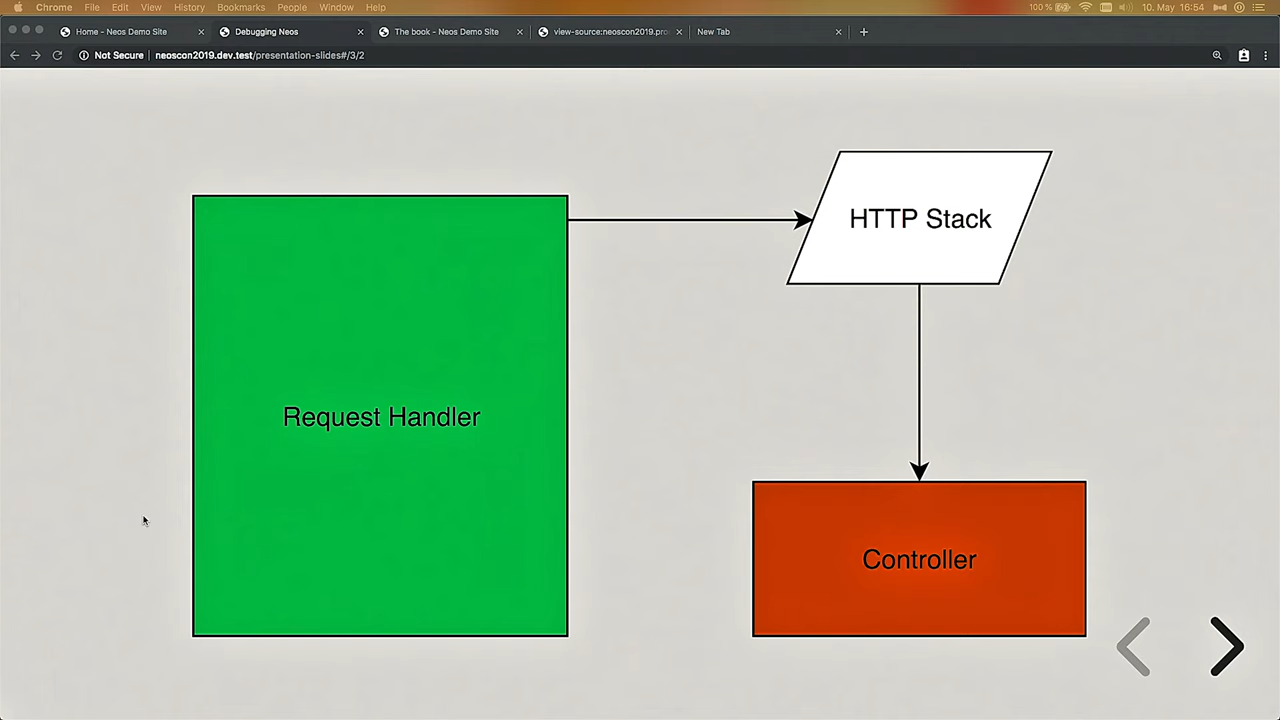 Chrome File Edit View History Bookmarks People Window Help 100 % 10. May 16:54
Home - Neos Demo Site Debugging Neos The book - Neos Demo Site view-source:neoscon2019.pro New Tab
Not Secure neoscon2019.dev.test/presentation-slides#/3/2
HTTP Stack
Request Handler
Controller